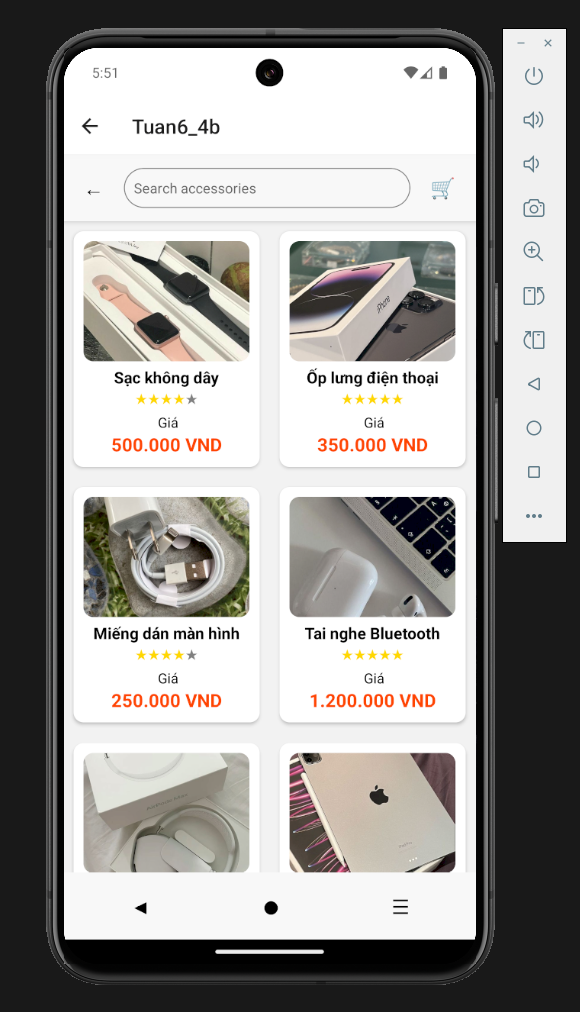 5:51
Tuan6_4b
Search accessories
iPhone
Sạc không dây
Ốp lưng điện thoại
Giá
Giá
500.000 VND
350.000 VND
Miếng dán màn hình
Tai nghe Bluetooth
Giá
Giá
250.000 VND
1.200.000 VND